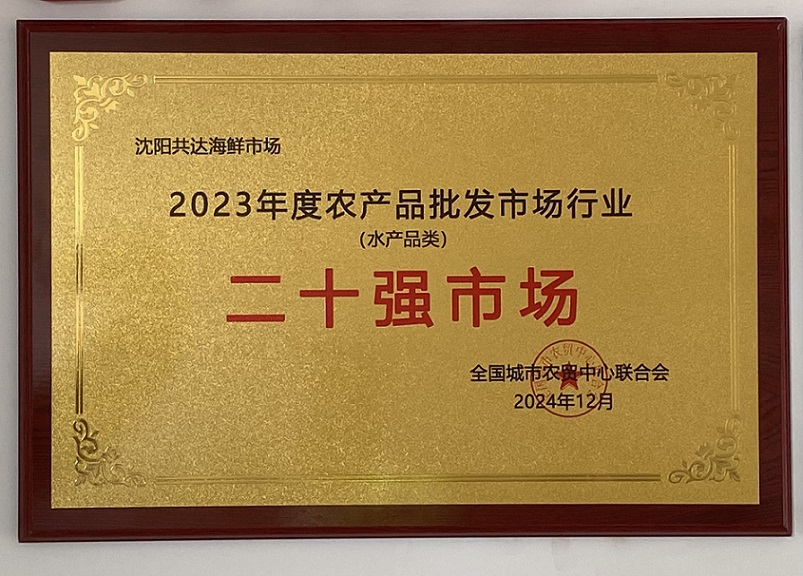 沈阳共达海鲜市场
2023年度农产品批发市场行业
（水产品类）
二十强市场
全国城市农贸中心联合会
2024年12月